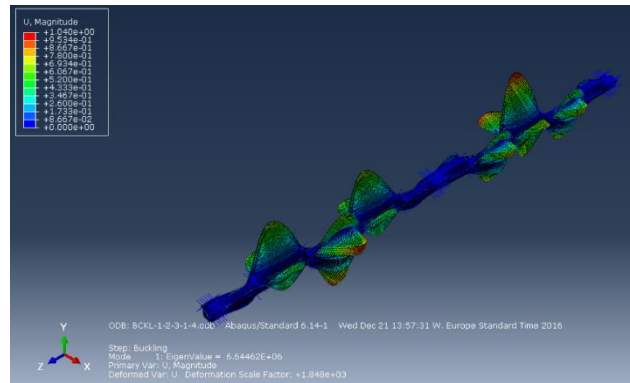 U, Magnitude
+1.040e+00
+9.534e-01
+8.667e-01
+7.800e-01
+6.934e-01
+6.067e-01
+5.200e-01
+4.333e-01
+3.467e-01
+2.600e-01
+1.733e-01
+8.667e-02
+0.000e+00
Y
Z
X
ODB: BCKL-1-2-3-1-4.odb Abaqus/Standard 6.14-1 Wed Dec 21 13:57:31 W. Europe Standard Time 2016
Step: Buckling
Mode 1: EigenValue = 6.64462E+06
Primary Var: U, Magnitude
Deformed Var: U Deformation Scale Factor: +1.848e+03